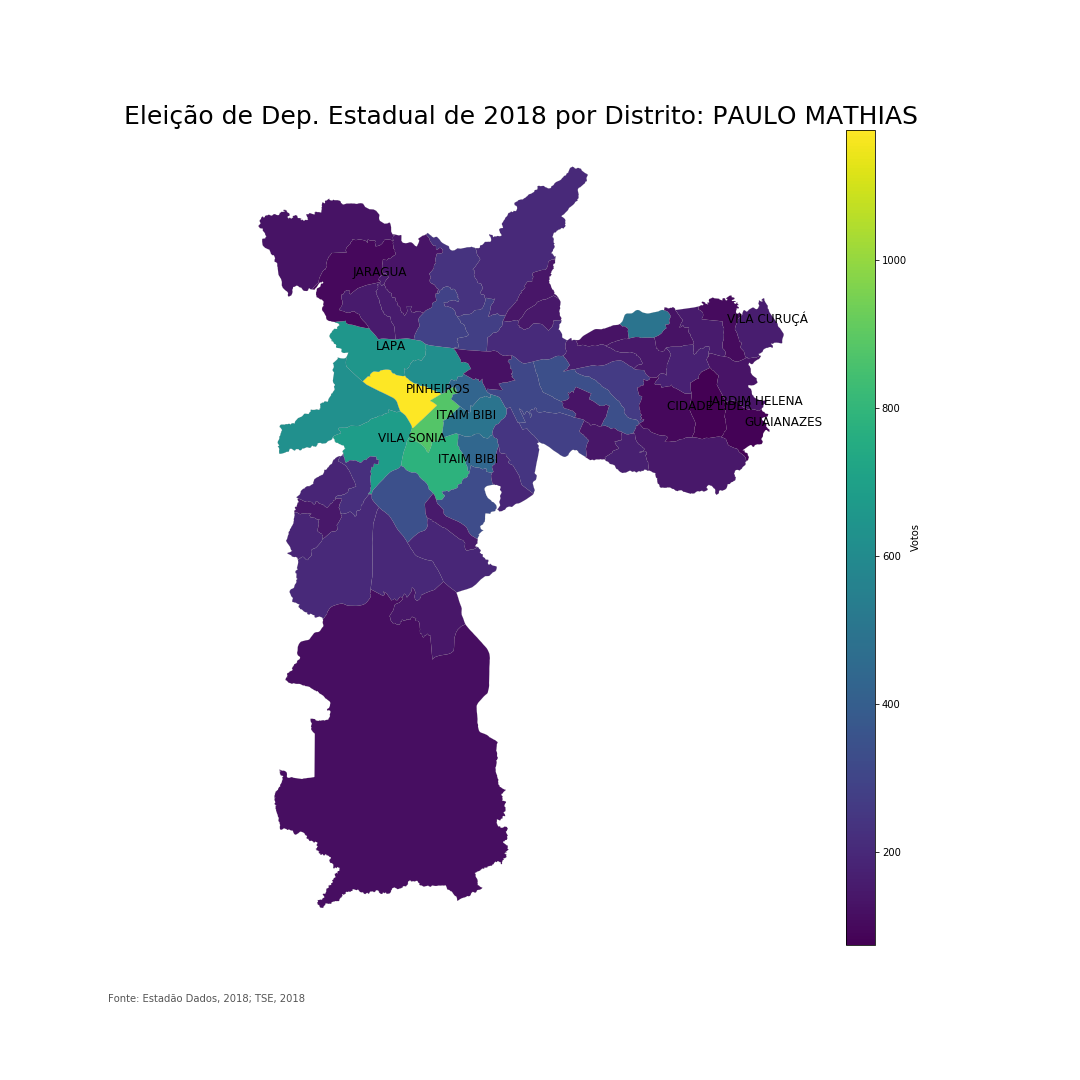 Eleição de Dep. Estadual de 2018 por Distrito: PAULO MATHIAS
JARAGUA
VILA CURUÇÁ
LAPA
PINHEIROS
JARDIM HELENA
CIDADE LIDER
ITAIM BIBI
GUAIANAZES
VILA SONIA
ITAIM BIBI
1000
800
600
400
200
Votos
Fonte: Estadão Dados, 2018; TSE, 2018